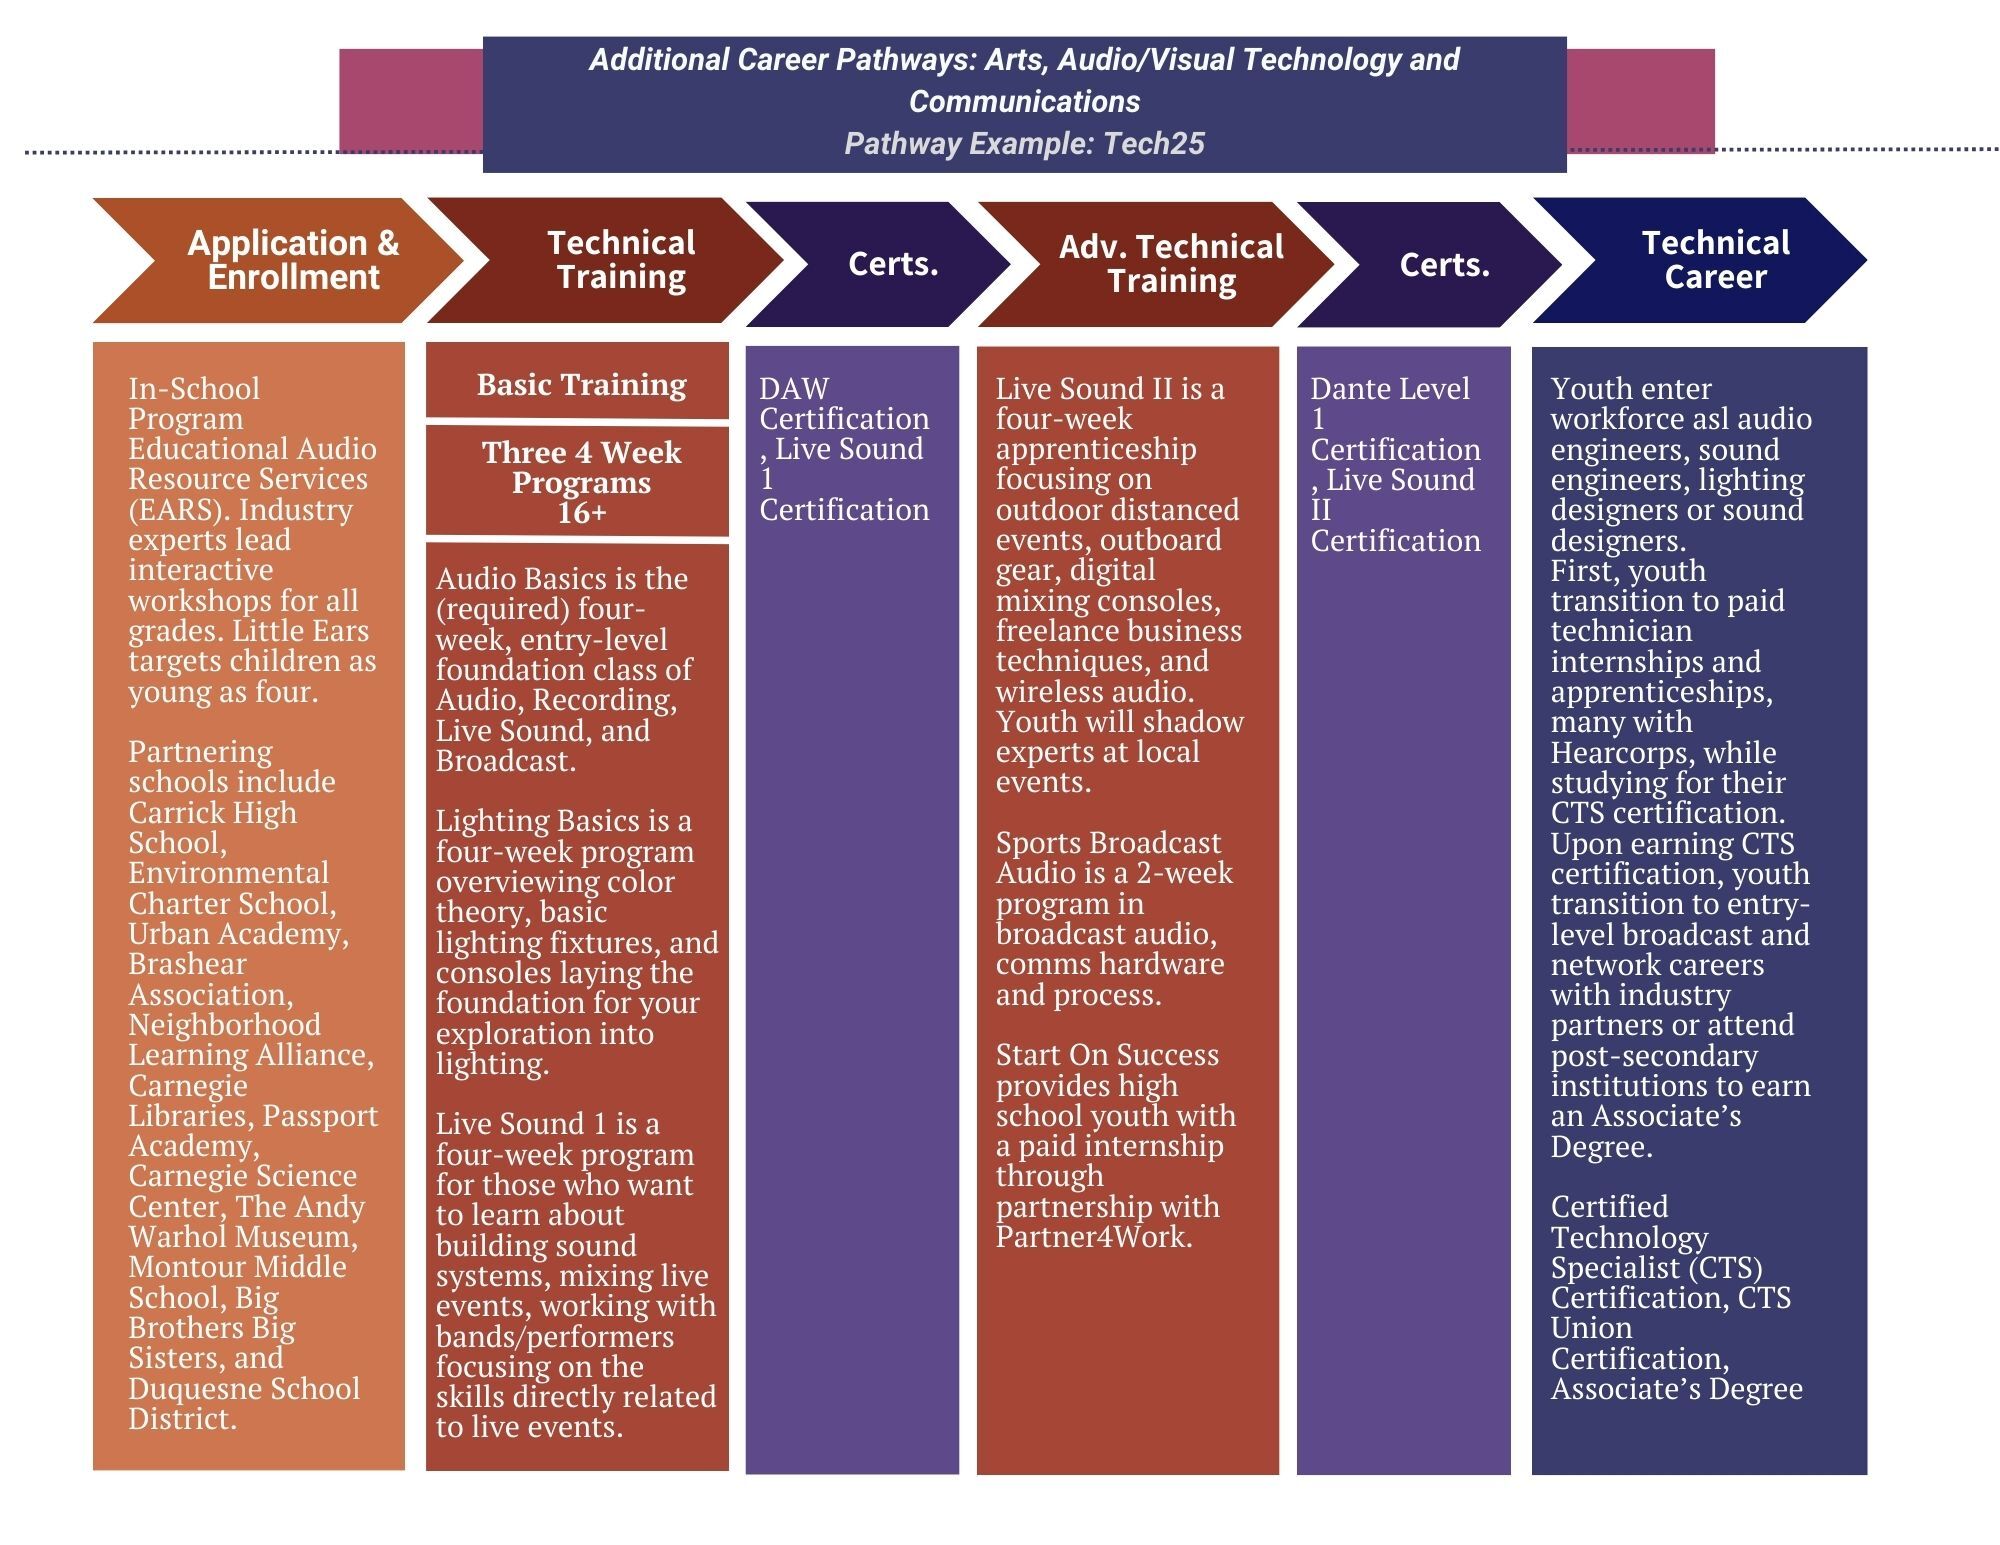 Additional Career Pathways: Arts, Audio/Visual Technology and
Communications
Pathway Example: Tech25
Application &
Enrollment
Technical
Training
Certs.
Adv. Technical
Training
Certs.
Technical
Career
In-School
Program
Educational Audio
Resource Services
(EARS). Industry
experts lead
interactive
workshops for all
grades. Little Ears
targets children as
young as four.
Partnering
schools include
Carrick High
School,
Environmental
Charter School,
Urban Academy,
Brashear
Association,
Neighborhood
Learning Alliance,
Carnegie
Libraries, Passport
Academy,
Carnegie Science
Center, The Andy
Warhol Museum,
Montour Middle
School, Big
Brothers Big
Sisters, and
Duquesne School
District.
Basic Training
Three 4 Week
Programs
16+
Audio Basics is the
(required) four-
week, entry-level
foundation class of
Audio, Recording,
Live Sound, and
Broadcast.
Lighting Basics is a
four-week program
overviewing color
theory, basic
lighting fixtures, and
consoles laying the
foundation for your
exploration into
lighting.
Live Sound 1 is a
four-week program
for those who want
to learn about
building sound
systems, mixing live
events, working with
bands/performers
focusing on the
skills directly related
to live events.
DAW
Certification
, Live Sound
1
Certification
Live Sound II is a
four-week
apprenticeship
focusing on
outdoor distanced
events, outboard
gear, digital
mixing consoles,
freelance business
techniques, and
wireless audio.
Youth will shadow
experts at local
events.
Sports Broadcast
Audio is a 2-week
program in
broadcast audio,
comms hardware
and process.
Start On Success
provides high
school youth with
a paid internship
through
partnership with
Partner4Work.
Dante Level
1
Certification
, Live Sound
II
Certification
Youth enter
workforce asl audio
engineers, sound
engineers, lighting
designers or sound
designers.
First, youth
transition to paid
technician
internships and
apprenticeships,
many with
Hearcorps, while
studying for their
CTS certification.
Upon earning CTS
certification, youth
transition to entry-
level broadcast and
network careers
with industry
partners or attend
post-secondary
institutions to earn
an Associate’s
Degree.
Certified
Technology
Specialist (CTS)
Certification, CTS
Union
Certification,
Associate’s Degree